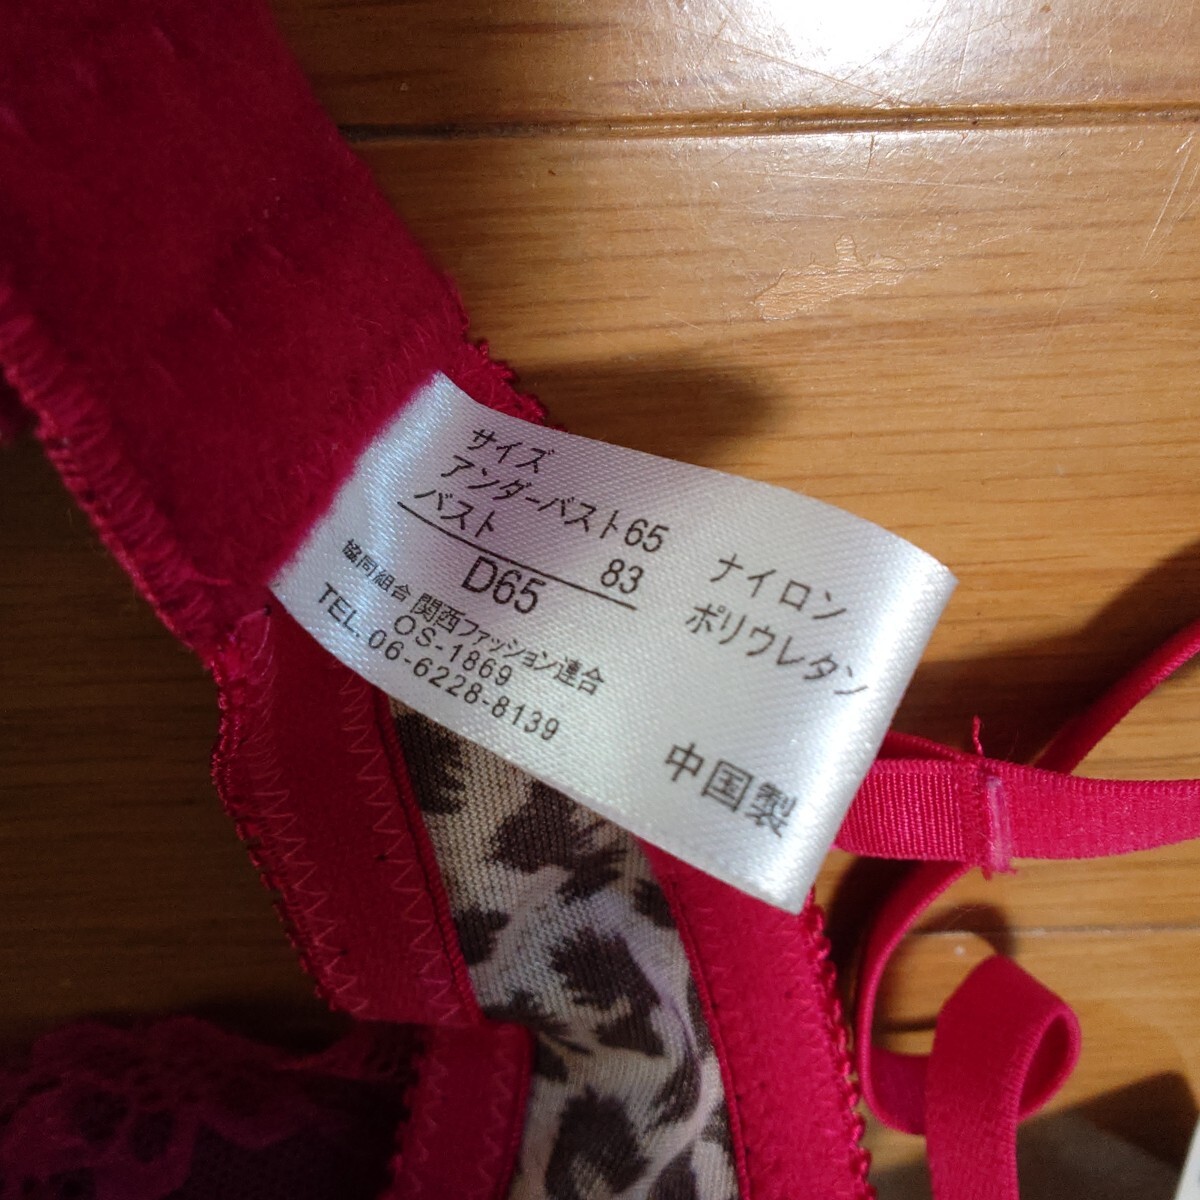 サイズ
アンダーバスト65
バスト 83
D65
協同組合 関西ファッション連合
OS-1869
TEL. 06-6228-8139
ナイロン
ポリウレタン
中国製